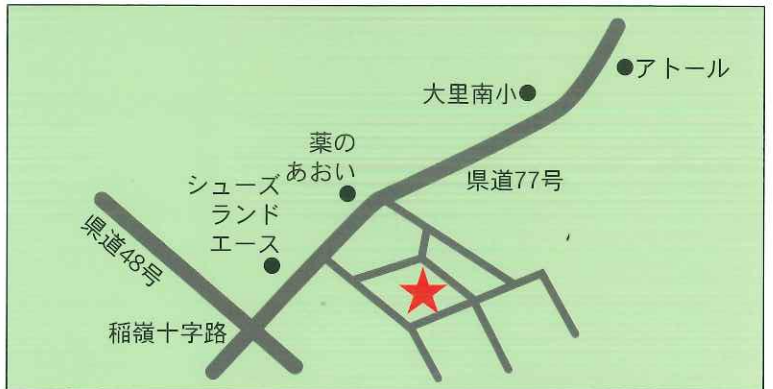 アトール
大里南小
薬の
あおい
県道77号
シューズ
ランド
エース
県道48号
稲嶺十字路